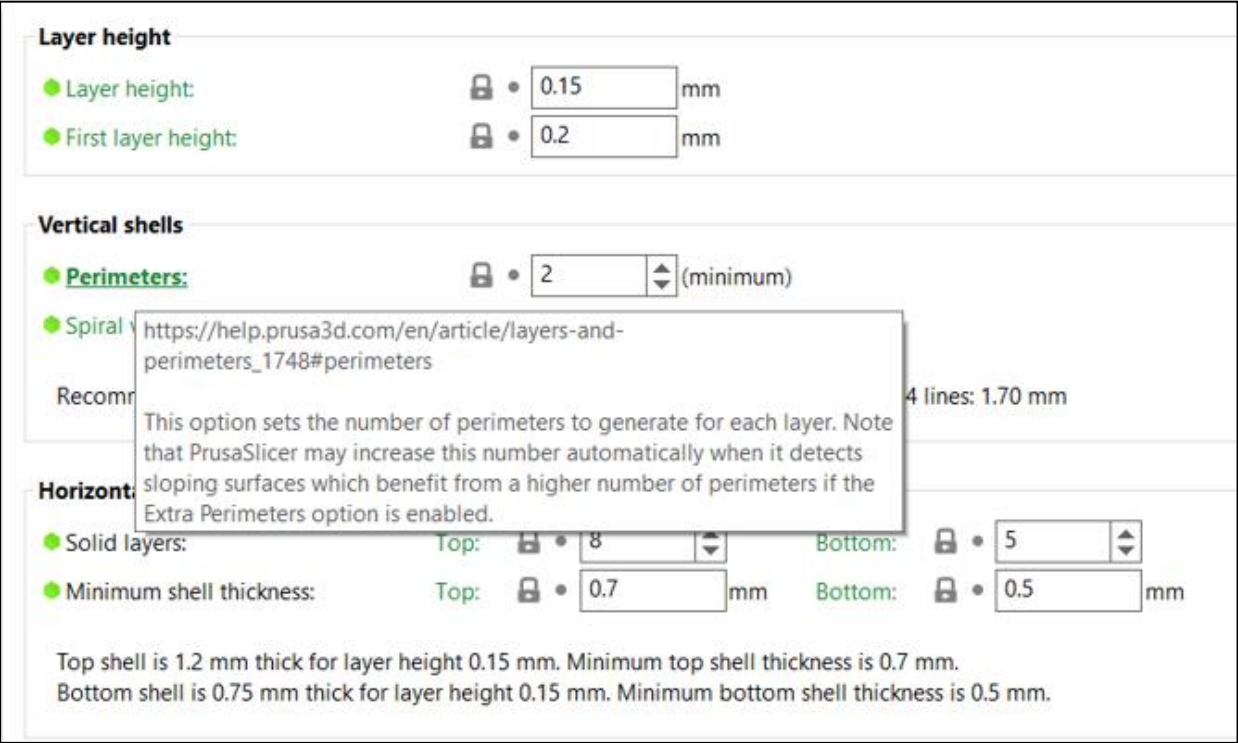 Layer height
Layer height: 0.15 mm
First layer height: 0.2 mm
Vertical shells
Perimeters: 2 (minimum)
Spiral
https://help.prusa3d.com/en/article/layers-and-
perimeters_1748#perimeters
4 lines: 1.70 mm
This option sets the number of perimeters to generate for each layer. Note
that PrusaSlicer may increase this number automatically when it detects
sloping surfaces which benefit from a higher number of perimeters if the
Extra Perimeters option is enabled.
Solid layers: Top: 8 Bottom: 5
Minimum shell thickness: Top: 0.7 mm Bottom: 0.5 mm
Top shell is 1.2 mm thick for layer height 0.15 mm. Minimum top shell thickness is 0.7 mm.
Bottom shell is 0.75 mm thick for layer height 0.15 mm. Minimum bottom shell thickness is 0.5 mm.